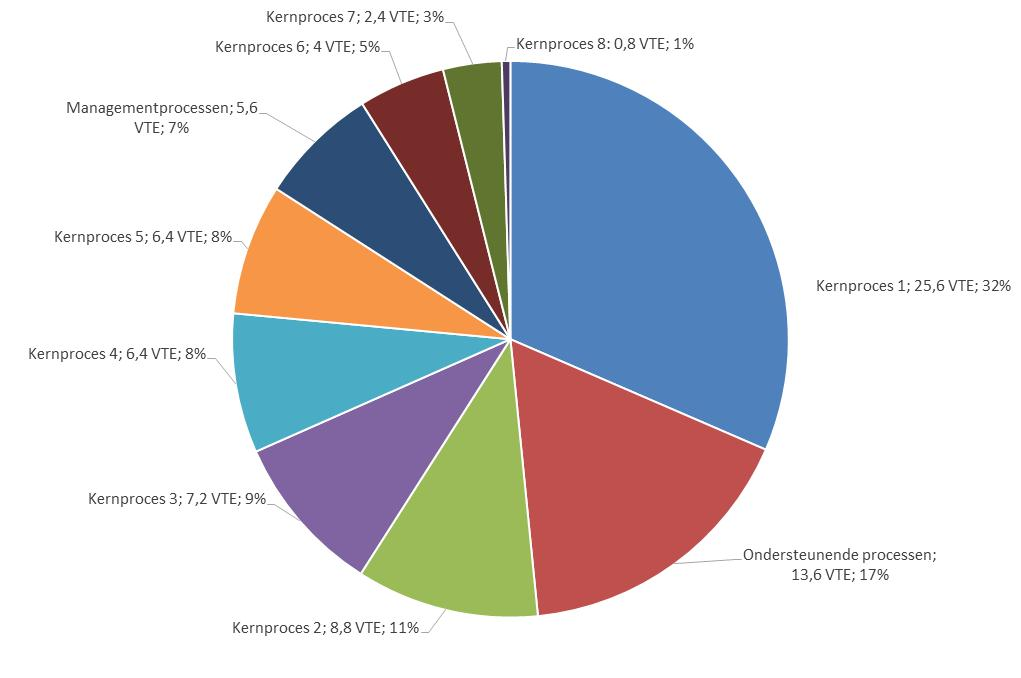 Kernproces 7; 2,4 VTE; 3%
Kernproces 8: 0,8 VTE; 1%
Kernproces 6; 4 VTE; 5%
Managementprocessen; 5,6
VTE; 7%
Kernproces 5; 6,4 VTE; 8%
Kernproces 1; 25,6 VTE; 32%
Kernproces 4; 6,4 VTE; 8%
Kernproces 3; 7,2 VTE; 9%
Ondersteunende processen;
13,6 VTE; 17%
Kernproces 2; 8,8 VTE; 11%